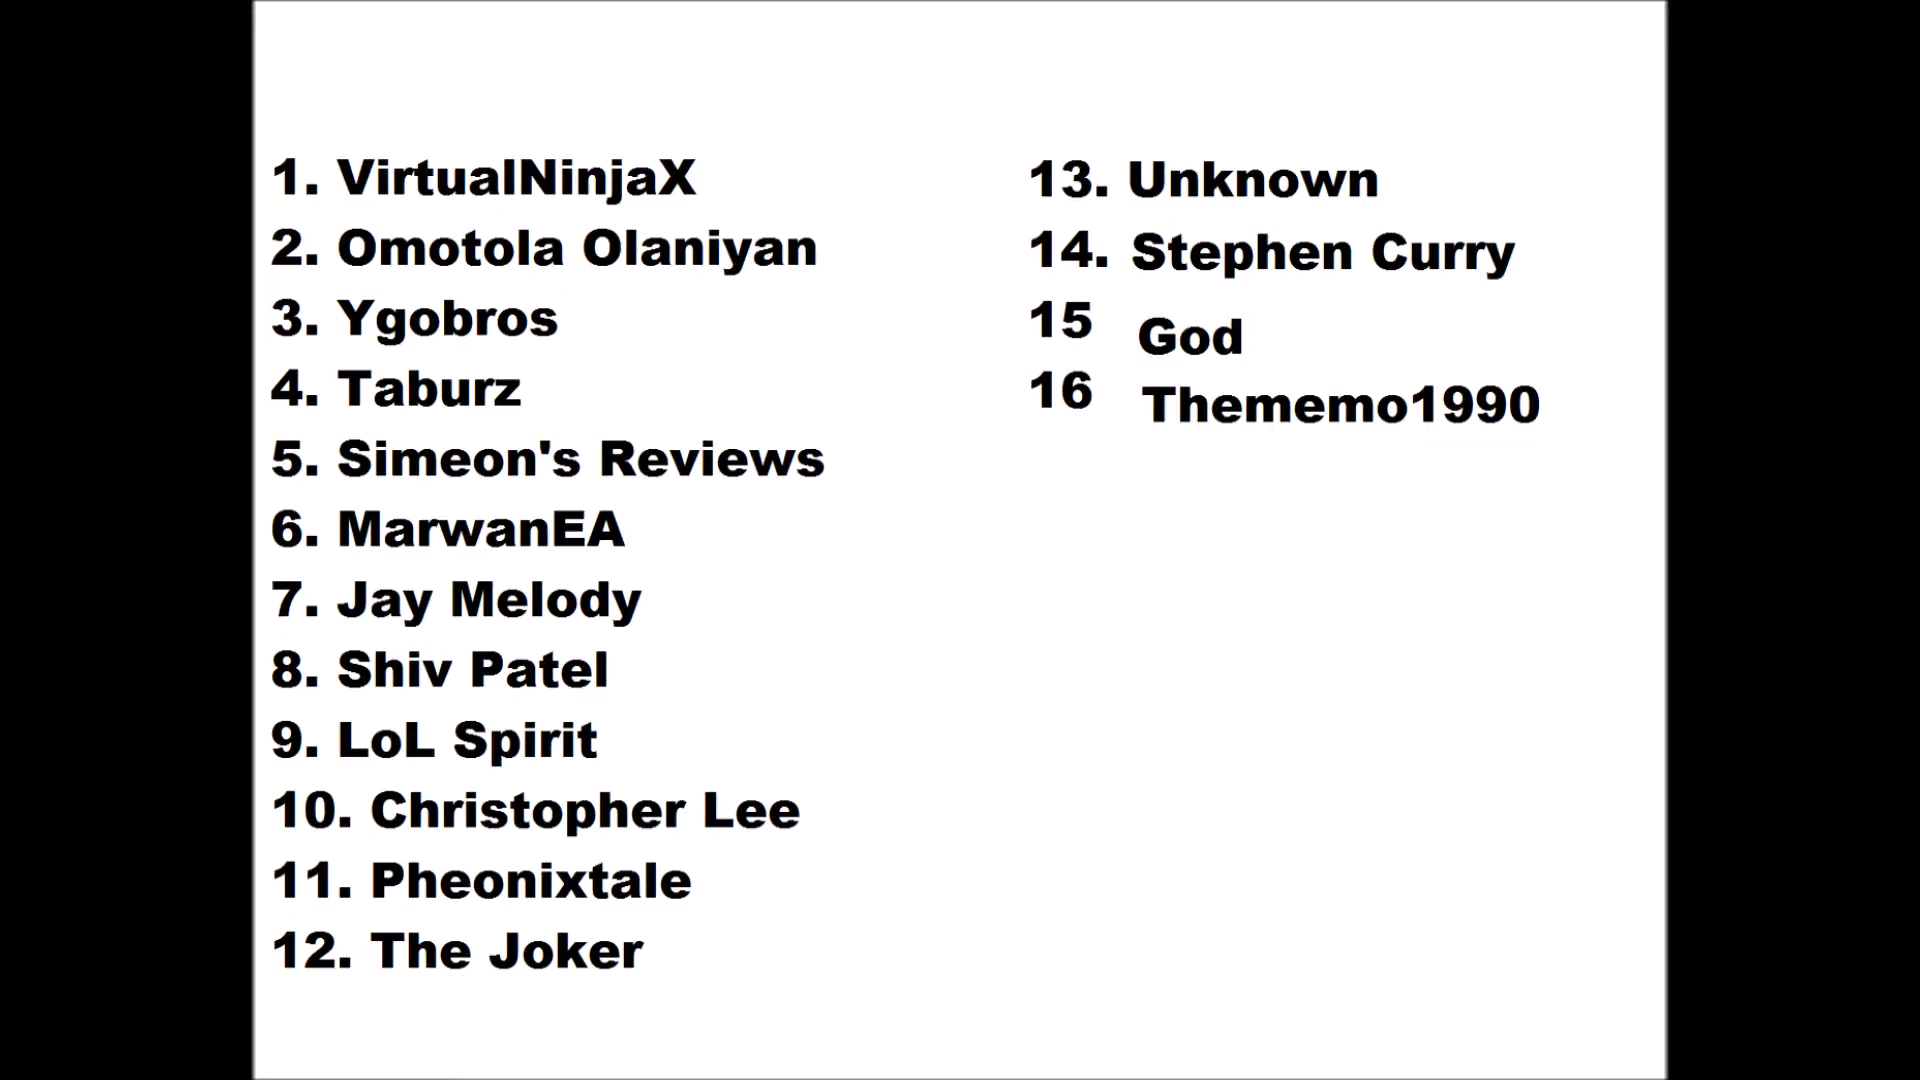 1. VirtualNinjaX
2. Omotola Olaniyan
3. Ygobros
4. Taburz
5. Simeon's Reviews
6. MarwanEA
7. Jay Melody
8. Shiv Patel
9. LoL Spirit
10. Christopher Lee
11. Pheonixtale
12. The Joker
13. Unknown
14. Stephen Curry
15 God
16 Thememo1990